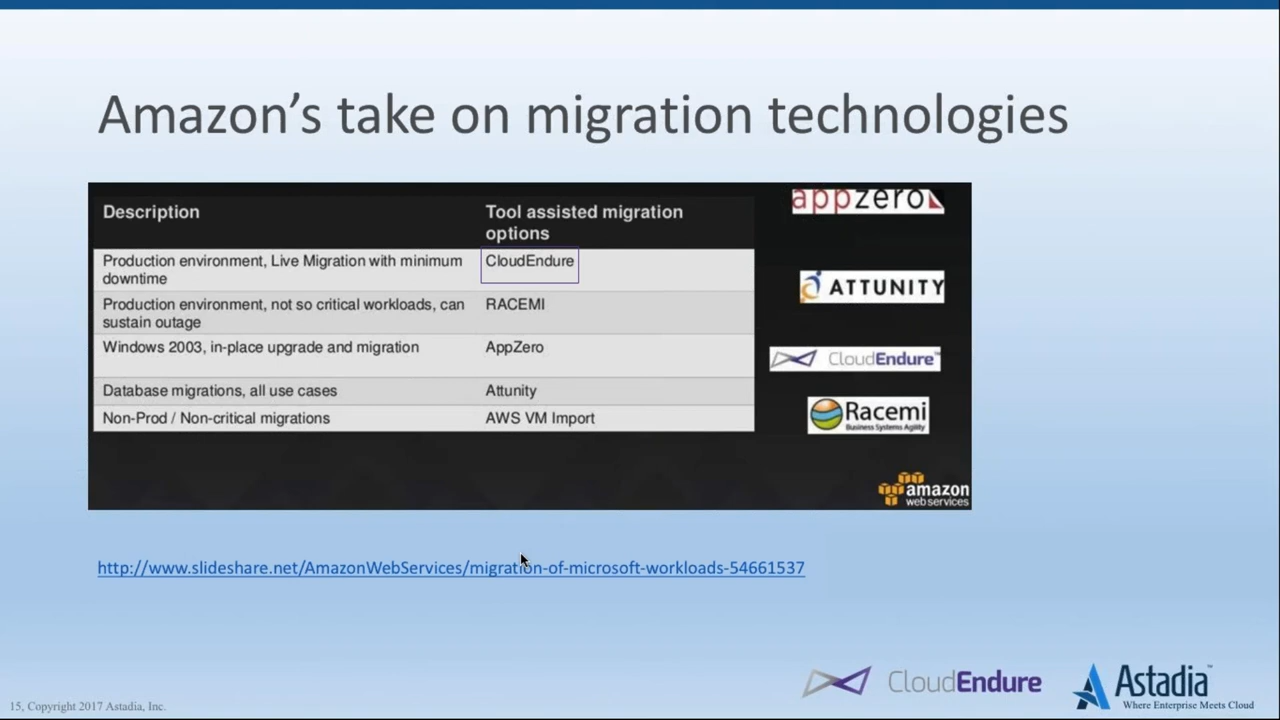 Amazon’s take on migration technologies
Description
Tool assisted migration
options
Production environment, Live Migration with minimum
downtime
CloudEndure
Production environment, not so critical workloads, can
sustain outage
RACEMI
Windows 2003, in-place upgrade and migration
AppZero
Database migrations, all use cases
Attunity
Non-Prod / Non-critical migrations
AWS VM Import
appzero
ATTUNITY
CloudEndure™
Racemi
Business Systems Agility
amazon
webservices
http://www.slideshare.net/AmazonWebServices/migration-of-microsoft-workloads-54661537
CloudEndure
Astadia™
Where Enterprise Meets Cloud
15, Copyright 2017 Astadia, Inc.